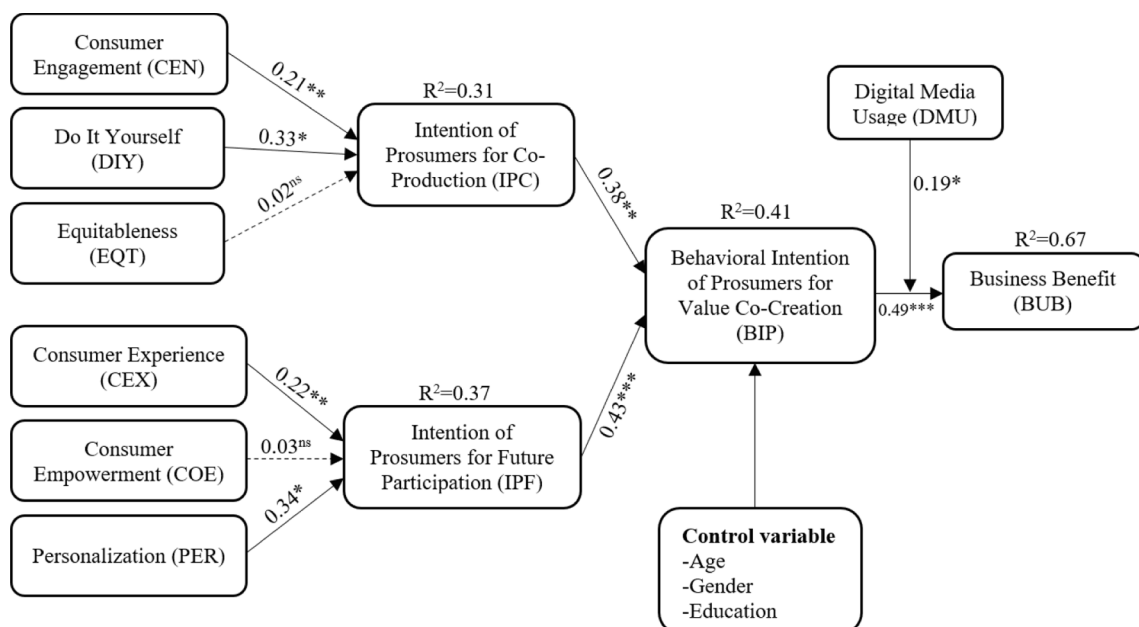 Consumer
Engagement (CEN)
0.21**
Do It Yourself
(DIY)
0.33*
Equitableness
(EQT)
0.02ns
R2=0.31
Intention of
Prosumers for Co-
Production (IPC)
0.38**
Consumer Experience
(CEX)
0.22**
Consumer
Empowerment (COE)
0.03ns
Personalization (PER)
0.34*
R2=0.37
Intention of
Prosumers for Future
Participation (IPF)
0.43***
R2=0.41
Behavioral Intention
of Prosumers for
Value Co-Creation
(BIP)
Control variable
-Age
-Gender
-Education
Digital Media
Usage (DMU)
0.19*
0.49***
R2=0.67
Business Benefit
(BUB)